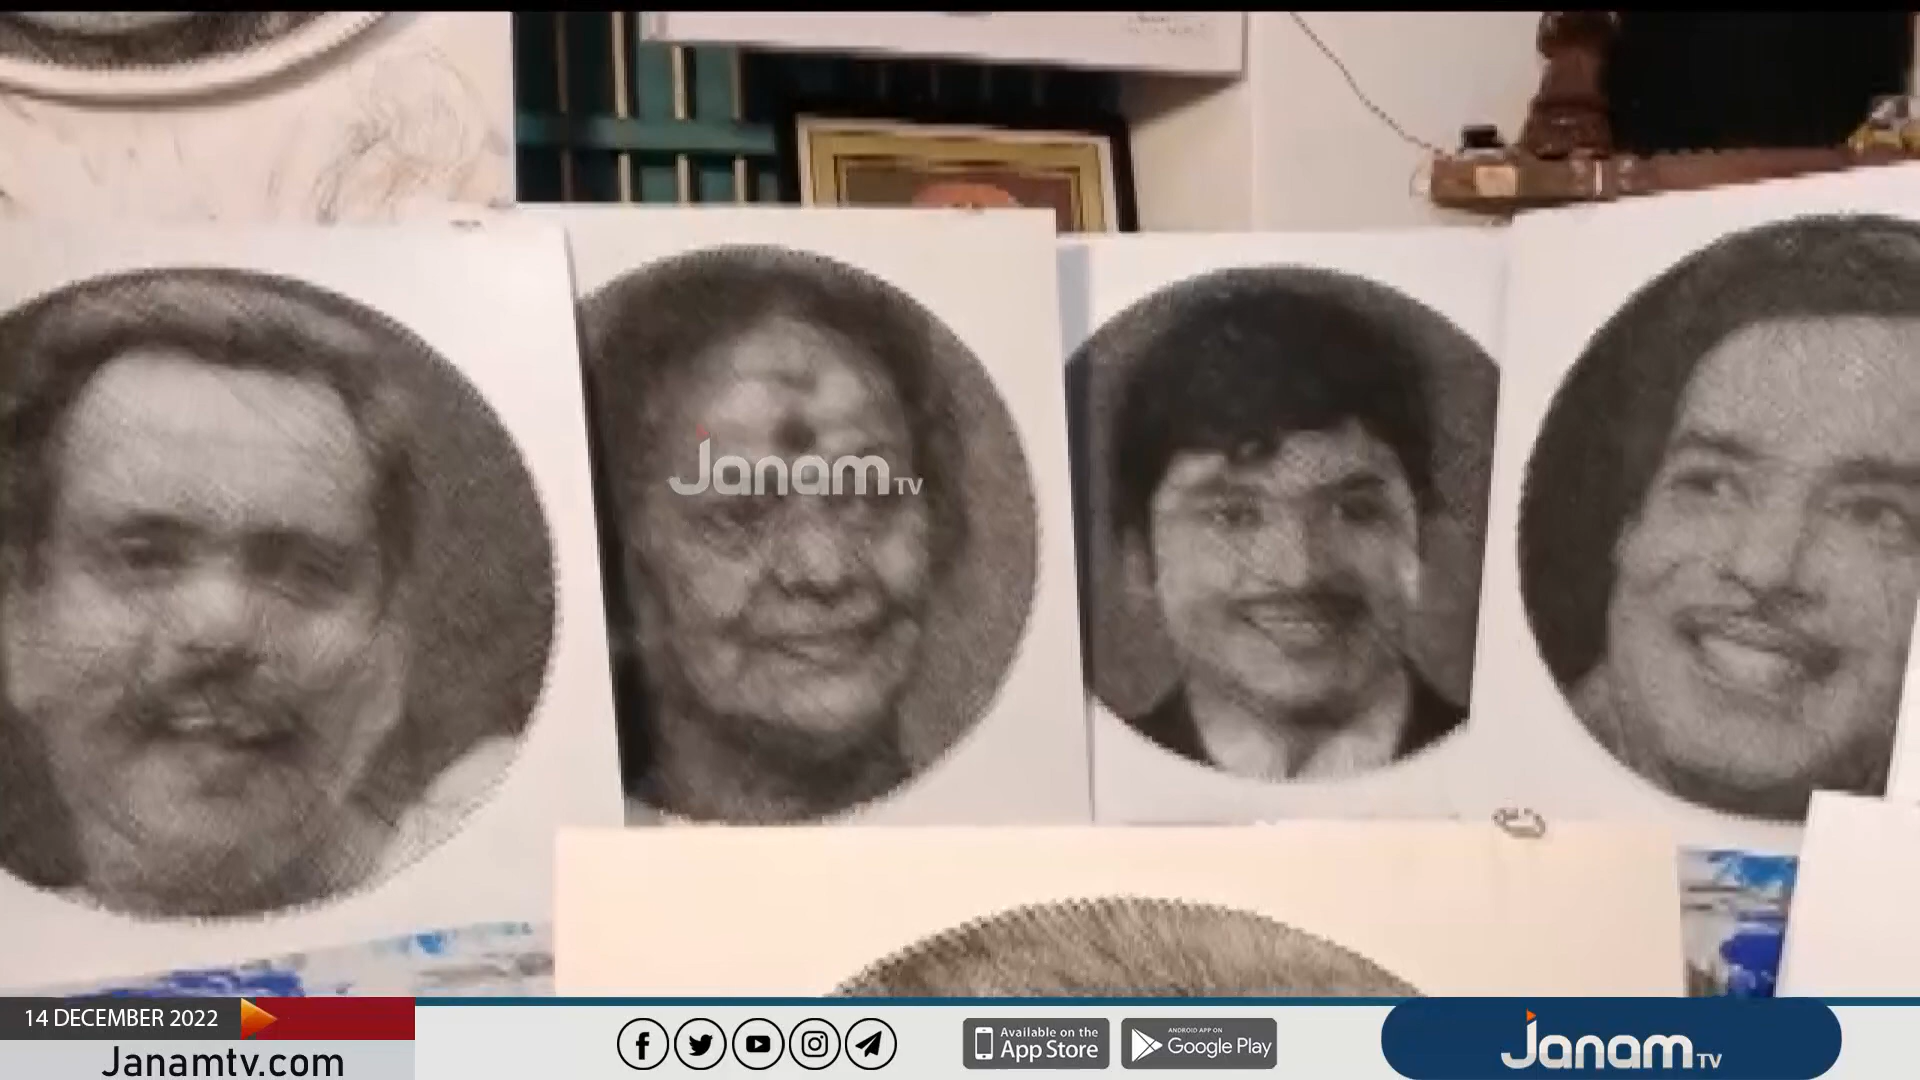 Janam TV
14 DECEMBER 2022
Janamtv.com
Available on the
App Store
ANDROID APP ON
Google Play
Janam TV